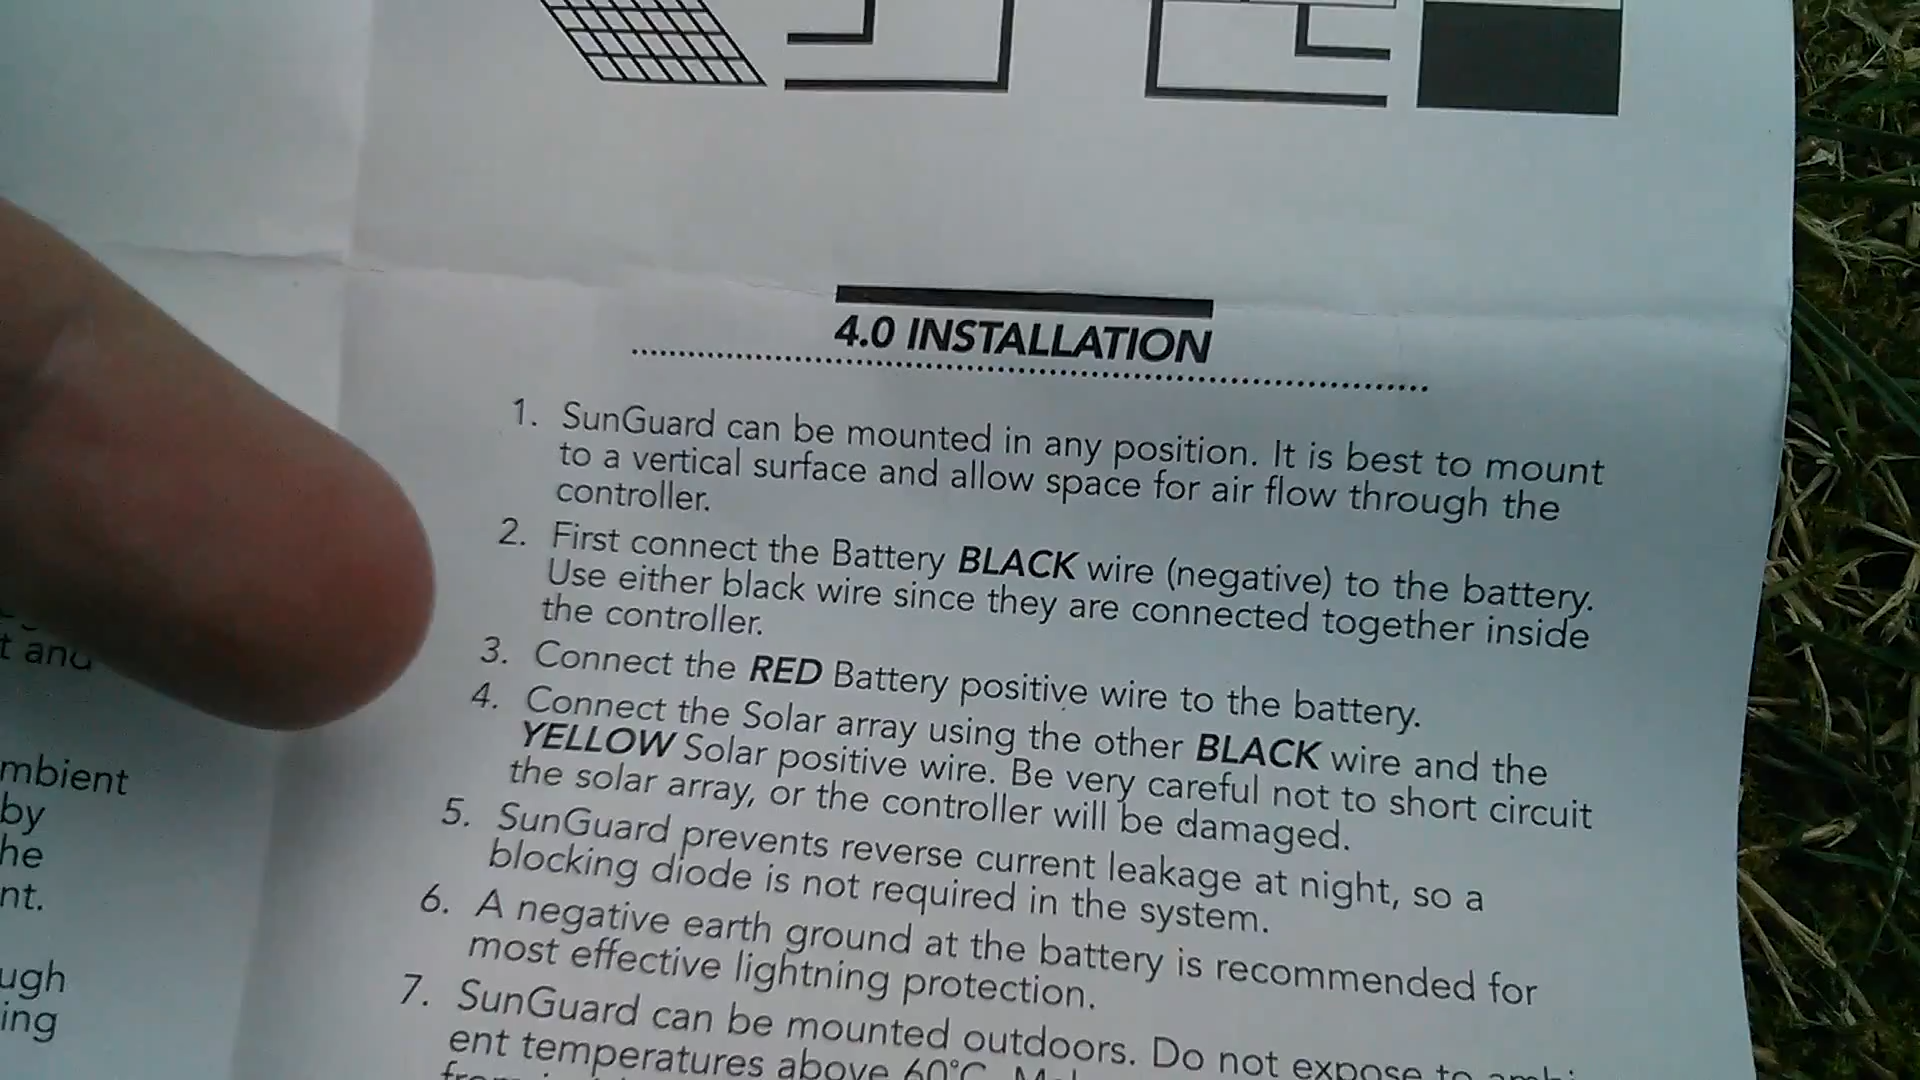 t and
mbient
by
he
nt.
ugh
ing
4.0 INSTALLATION
1. SunGuard can be mounted in any position. It is best to mount
to a vertical surface and allow space for air flow through the
controller.
2. First connect the Battery BLACK wire (negative) to the battery.
Use either black wire since they are connected together inside
the controller.
3. Connect the RED Battery positive wire to the battery.
4. Connect the Solar array using the other BLACK wire and the
YELLOW Solar positive wire. Be very careful not to short circuit
the solar array, or the controller will be damaged.
5. SunGuard prevents reverse current leakage at night, so a
blocking diode is not required in the system.
6. A negative earth ground at the battery is recommended for
most effective lightning protection.
7. SunGuard can be mounted outdoors. Do not expose to ambi
ent temperatures above 60°C.